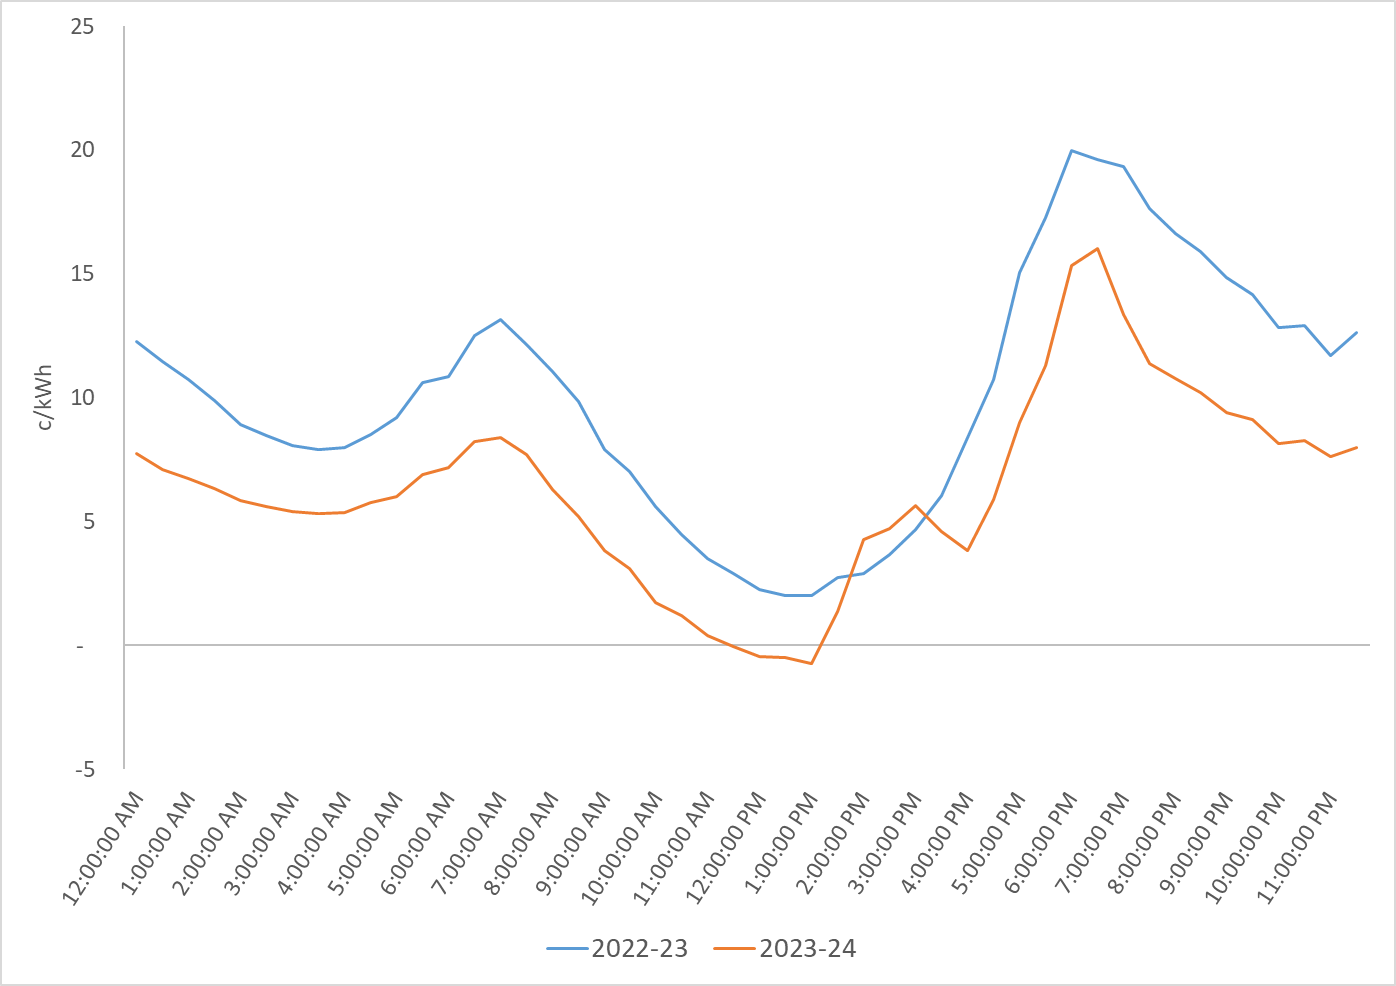 25
20
15
10
5
-
-5
c/kWh
12:00:00 AM
1:00:00 AM
2:00:00 AM
3:00:00 AM
4:00:00 AM
5:00:00 AM
6:00:00 AM
7:00:00 AM
8:00:00 AM
9:00:00 AM
10:00:00 AM
11:00:00 AM
12:00:00 PM
1:00:00 PM
2:00:00 PM
3:00:00 PM
4:00:00 PM
5:00:00 PM
6:00:00 PM
7:00:00 PM
8:00:00 PM
9:00:00 PM
10:00:00 PM
11:00:00 PM
2022-23 2023-24